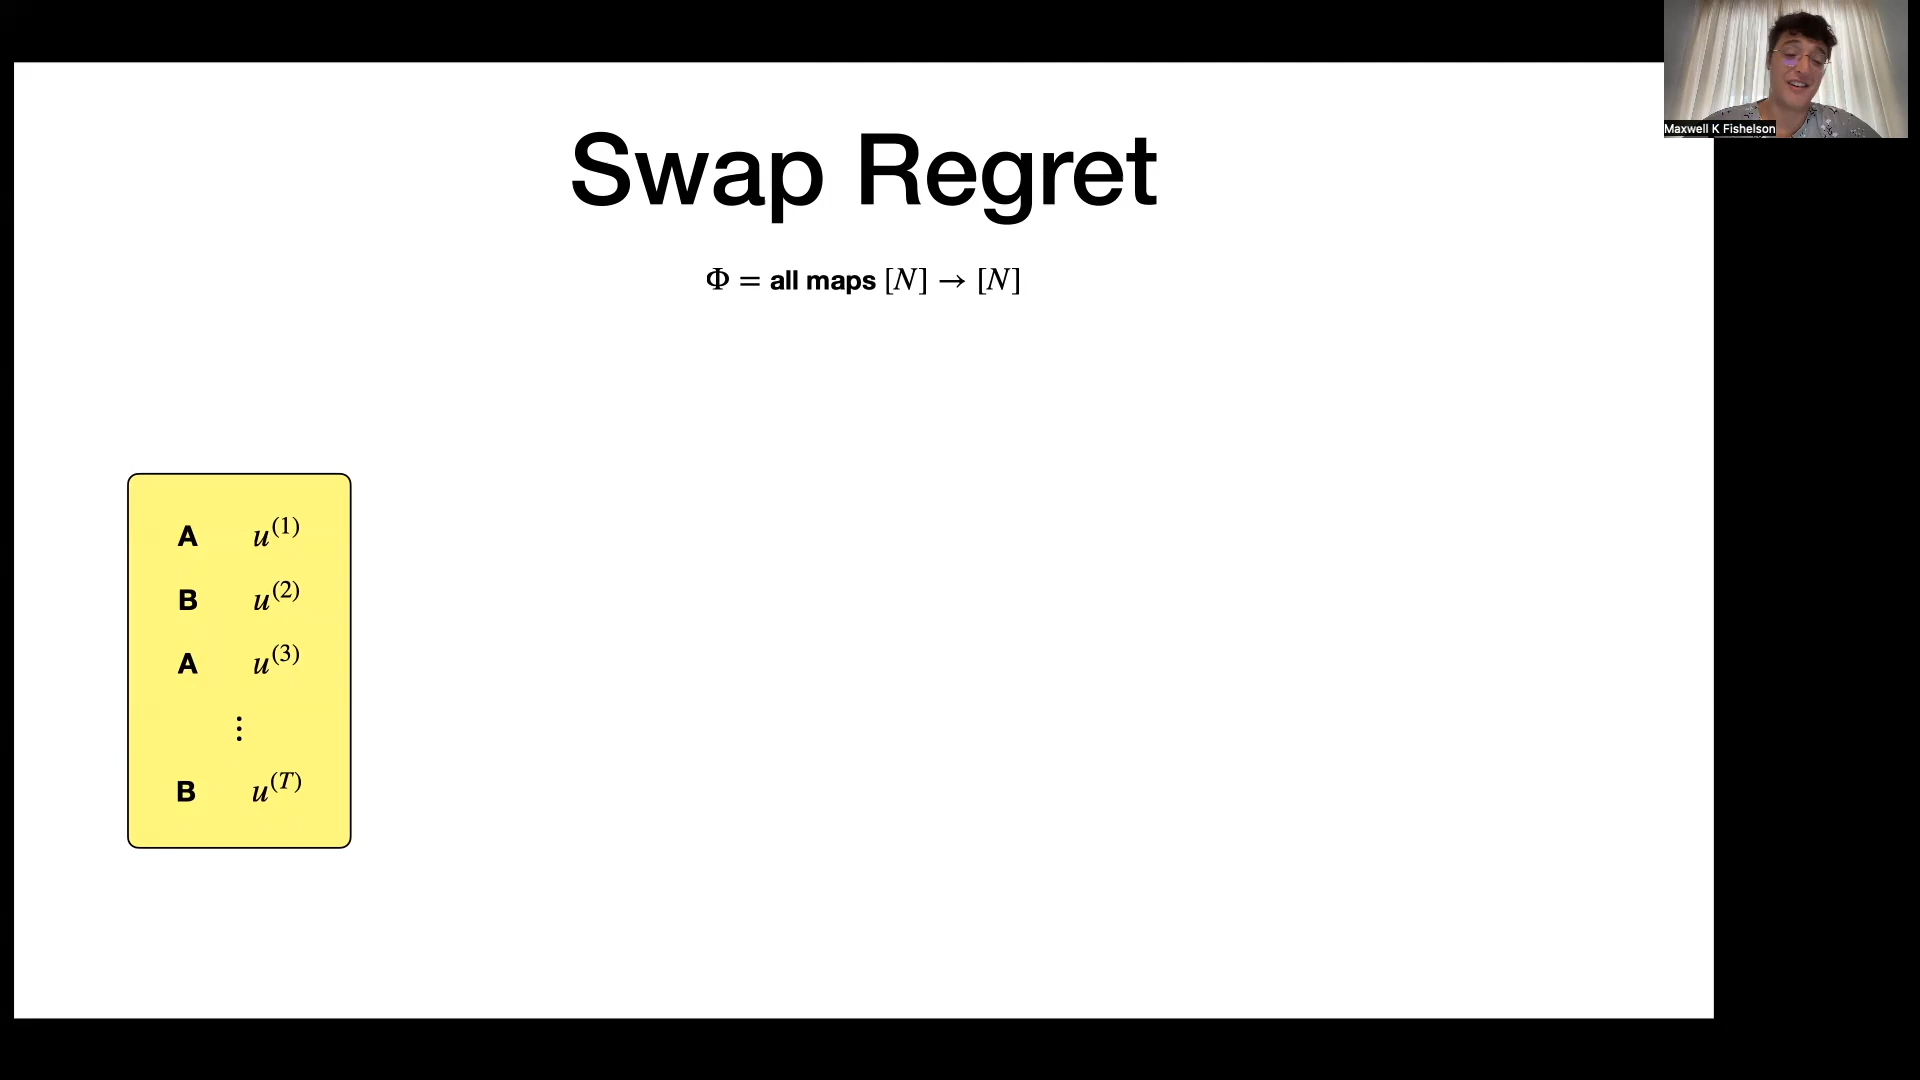 Maxwell K Fishelson
Swap Regret
Φ = all maps [N] → [N]
A u^(1)
B u^(2)
A u^(3)
⋮
B u^(T)